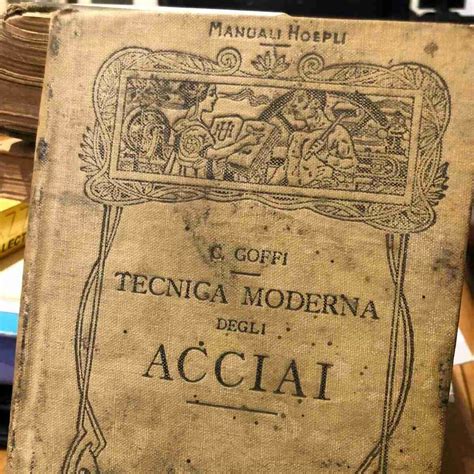 MANUALI HOEPLI
C. GOFFI
TECNICA MODERNA
DEGLI
ACCIAI